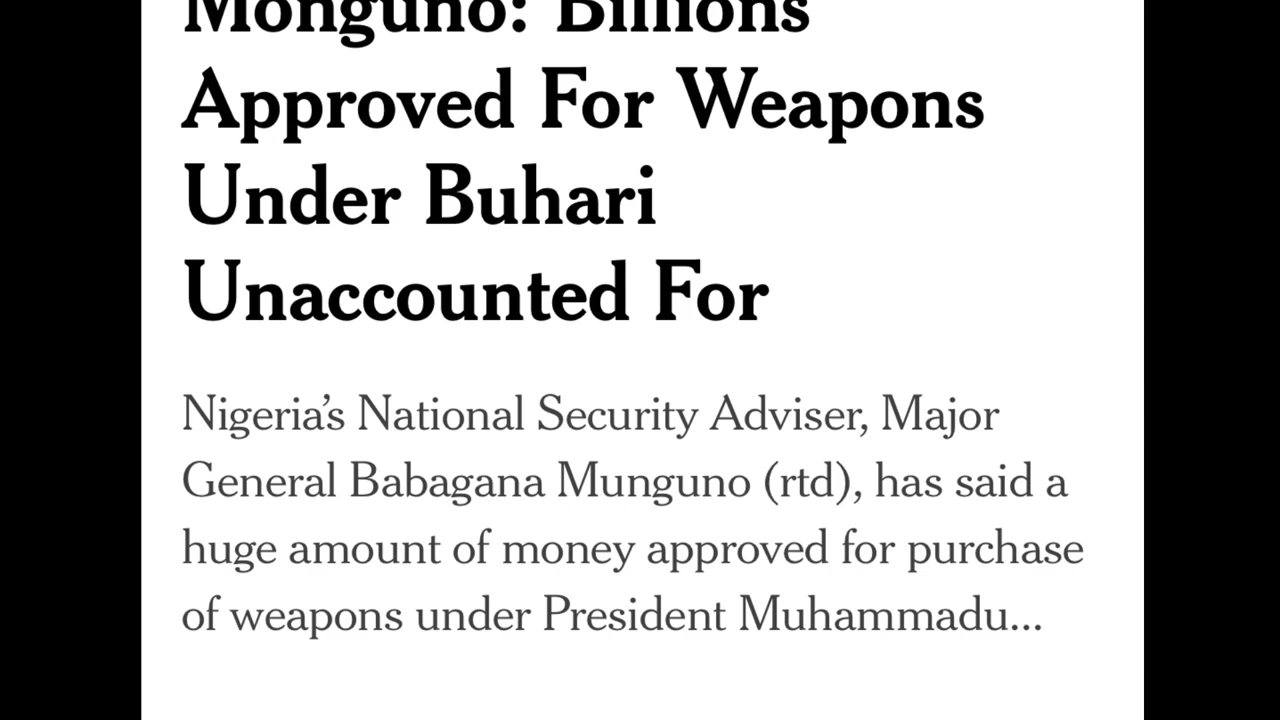 Monguno: Billions
Approved For Weapons
Under Buhari
Unaccounted For
Nigeria’s National Security Adviser, Major
General Babagana Munguno (rtd), has said a
huge amount of money approved for purchase
of weapons under President Muhammadu...